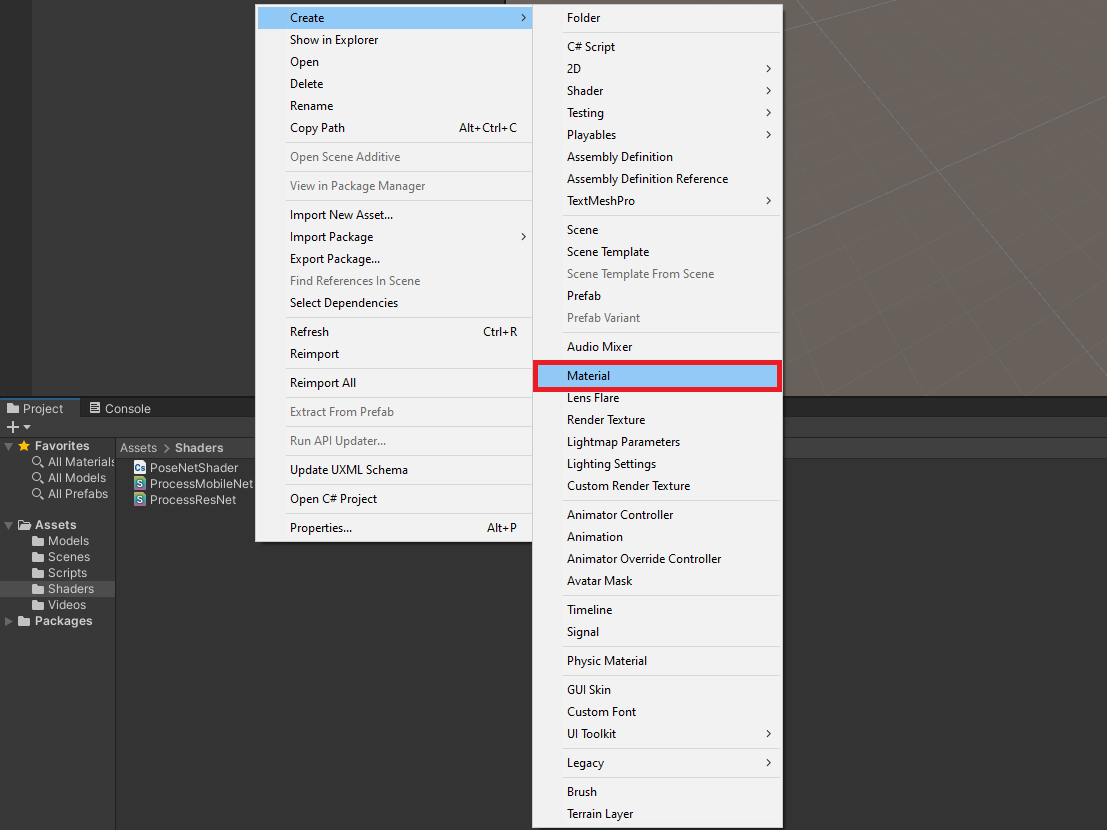 Create
Show in Explorer
Open
Delete
Rename
Copy Path Alt+Ctrl+C
Open Scene Additive
View in Package Manager
Import New Asset...
Import Package
Export Package...
Find References In Scene
Select Dependencies
Refresh Ctrl+R
Reimport
Reimport All
Extract From Prefab
Run API Updater...
Update UXML Schema
Open C# Project
Properties... Alt+P
Folder
C# Script
2D
Shader
Testing
Playables
Assembly Definition
Assembly Definition Reference
TextMeshPro
Scene
Scene Template
Scene Template From Scene
Prefab
Prefab Variant
Audio Mixer
Material
Lens Flare
Render Texture
Lightmap Parameters
Lighting Settings
Custom Render Texture
Animator Controller
Animation
Animator Override Controller
Avatar Mask
Timeline
Signal
Physic Material
GUI Skin
Custom Font
UI Toolkit
Legacy
Brush
Terrain Layer
Project Console
Favorites
All Materials
All Models
All Prefabs
Assets
Models
Scenes
Scripts
Shaders
Videos
Packages
Assets > Shaders
Cs PoseNetShader
S ProcessMobileNet
S ProcessResNet